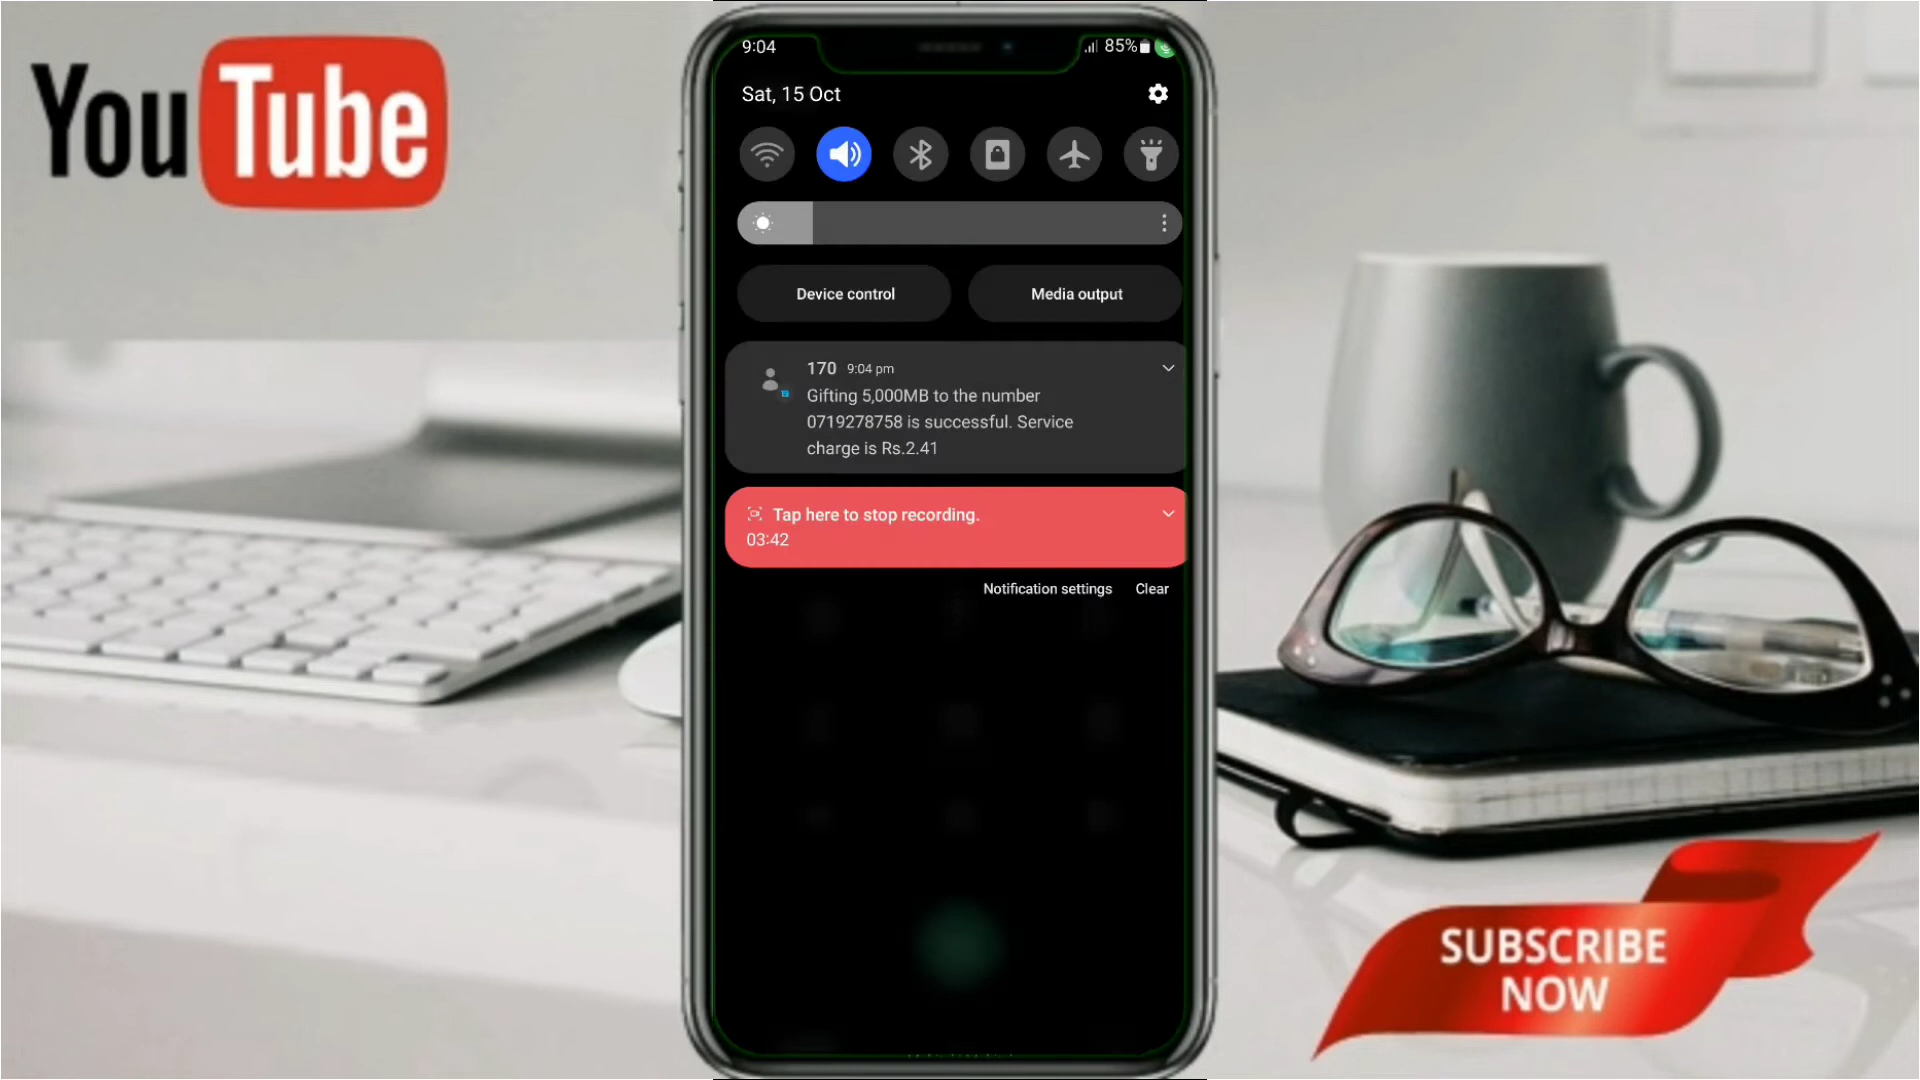 YouTube
9:04
85%
Sat, 15 Oct
Device control
Media output
170 9:04 pm
Gifting 5,000MB to the number
0719278758 is successful. Service
charge is Rs.2.41
Tap here to stop recording.
03:42
Notification settings Clear
SUBSCRIBE
NOW